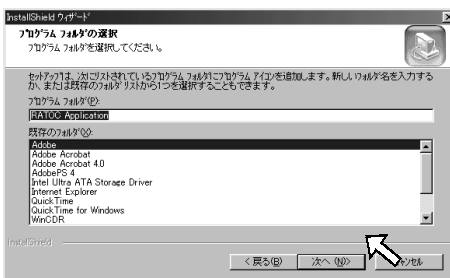 InstallShield ウィザード
プログラム フォルダの選択
プログラム フォルダを選択してください。
セットアップは、次にリストされているプログラム フォルダにプログラム アイコンを追加します。新しいフォルダ名を入力する
か、または既存のフォルダ リストから1つを選択することもできます。
プログラム フォルダ(P):
RATOC Application
既存のフォルダ(X):
Adobe
Adobe Acrobat
Adobe Acrobat 4.0
AdobePS 4
Intel Ultra ATA Storage Driver
Internet Explorer
QuickTime
QuickTime for Windows
WinCDR
InstallShield
< 戻る(B) 次へ (N)> キャンセル